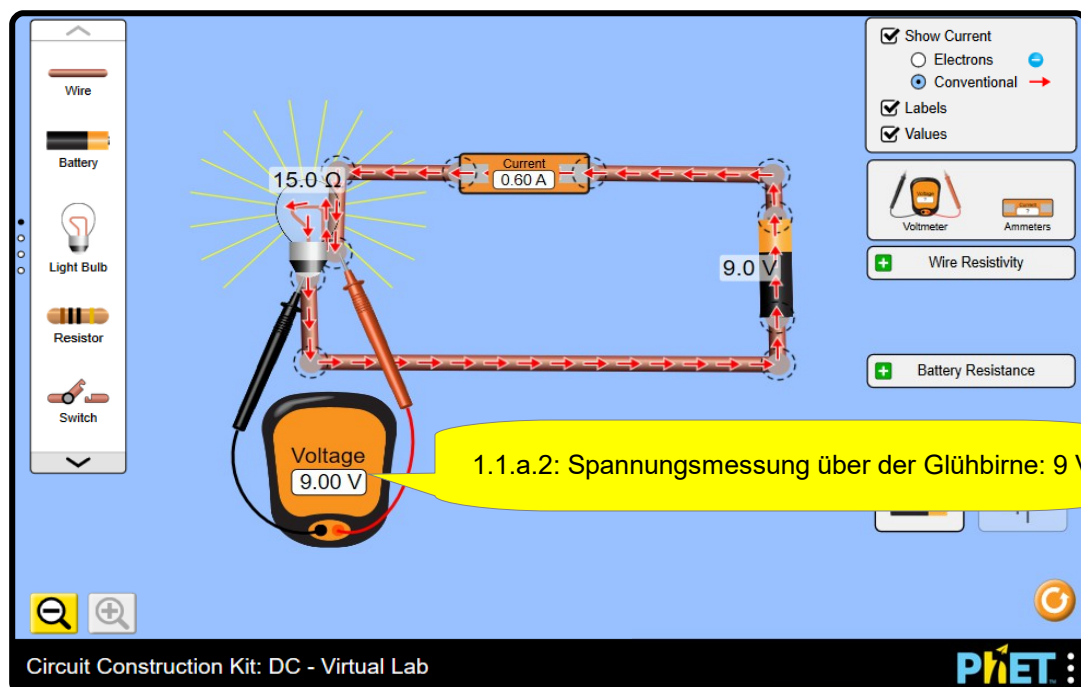 Wire
Battery
Light Bulb
Resistor
Switch
15.0 Ω
Current
0.60 A
9.0 V
Voltage
9.00 V
1.1.a.2: Spannungsmessung über der Glühbirne: 9 V
Show Current
Electrons
Conventional
Labels
Values
Voltage
?
Voltmeter
Current
?
Ammeters
Wire Resistivity
Battery Resistance
Circuit Construction Kit: DC - Virtual Lab
PhET